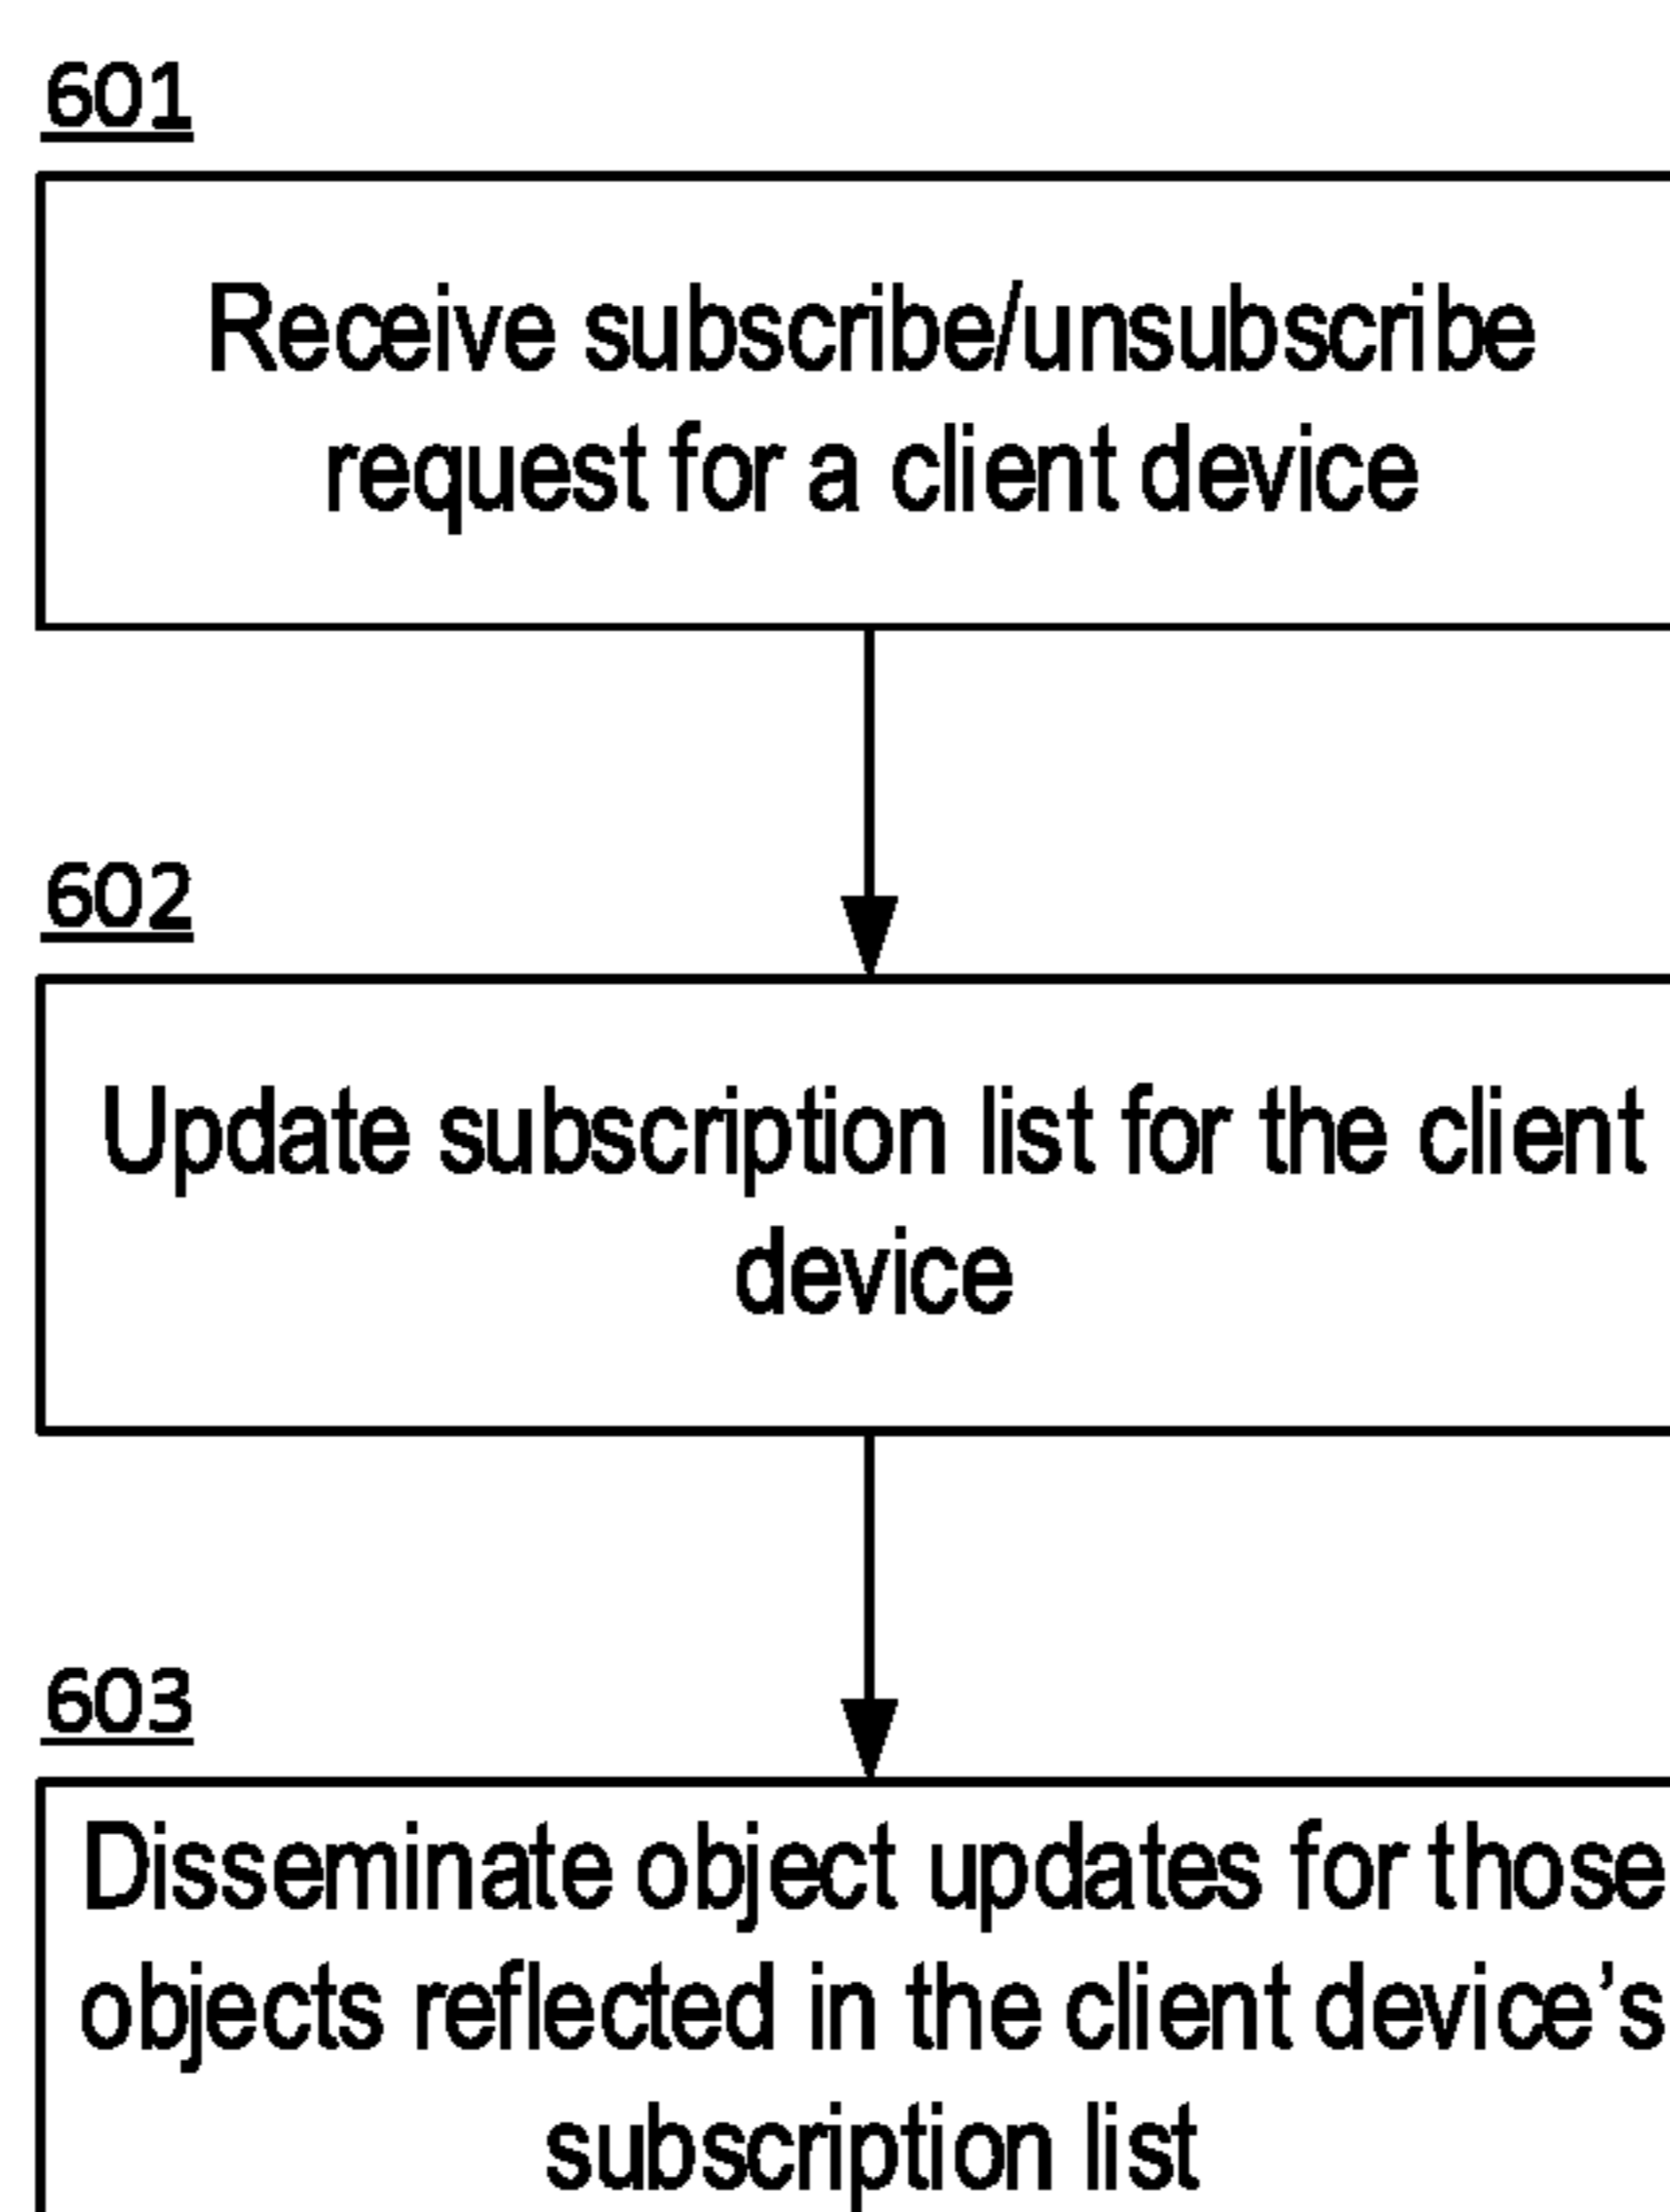 601
Receive subscribe/unsubscribe
request for a client device
602
Update subscription list for the client
device
603
Disseminate object updates for those
objects reflected in the client device’s
subscription list